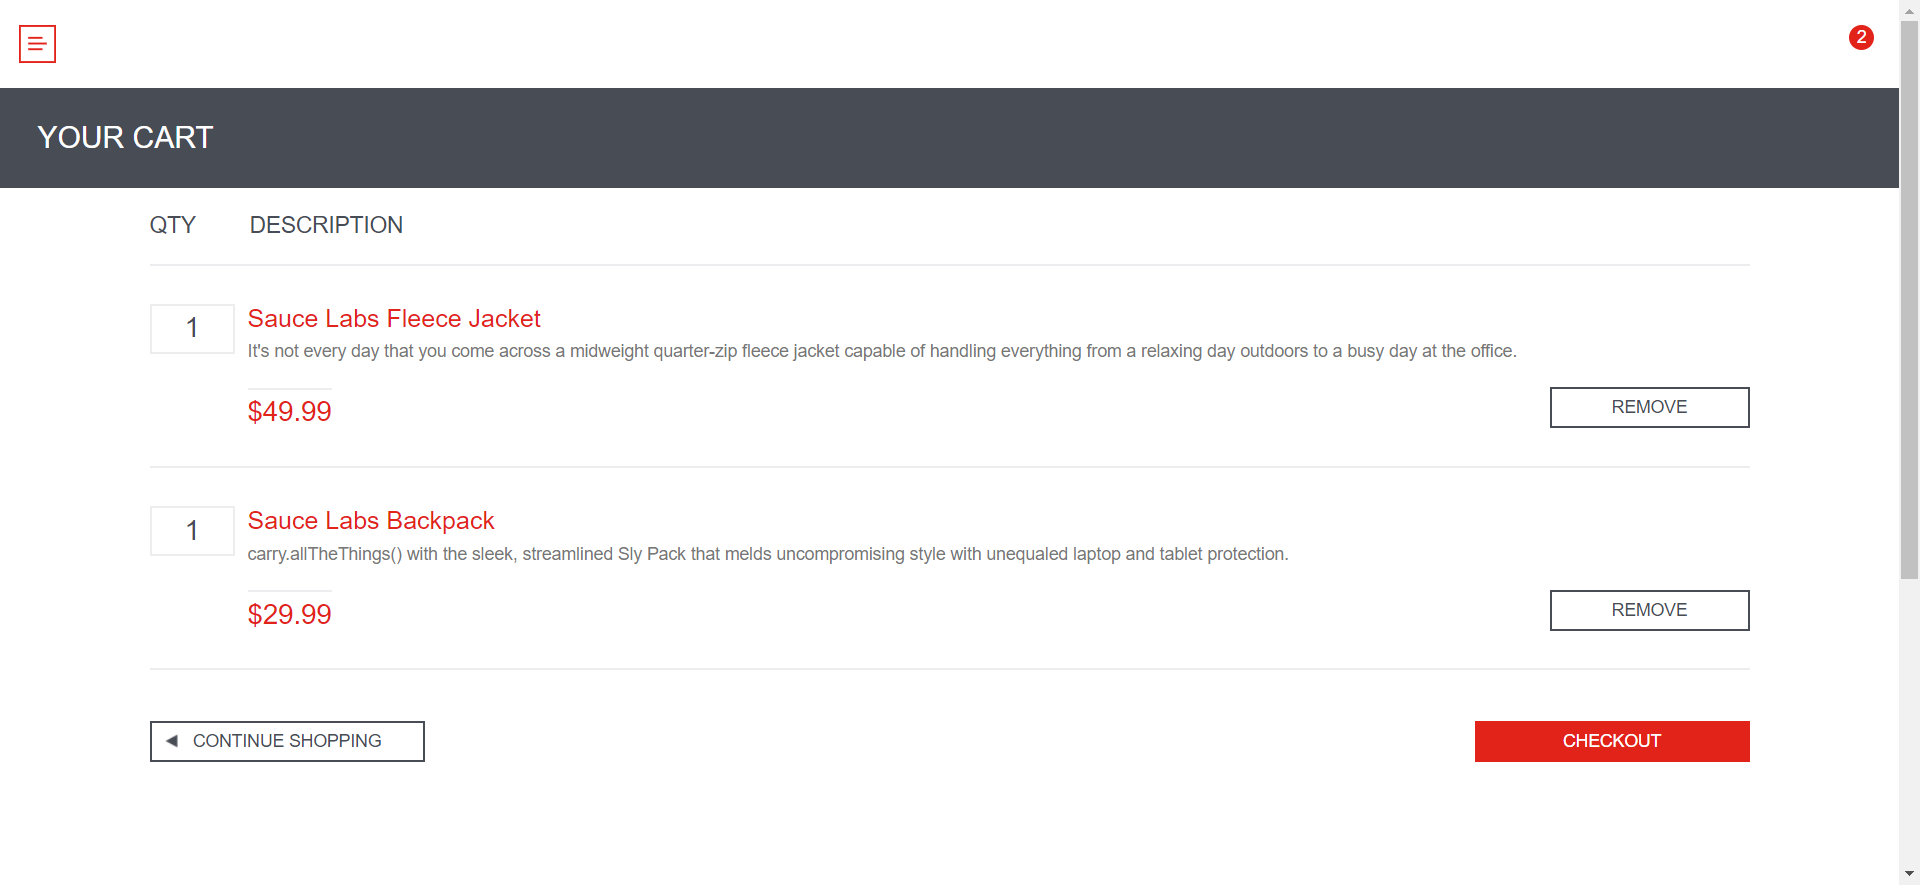 2
YOUR CART
QTY DESCRIPTION
1 Sauce Labs Fleece Jacket
It's not every day that you come across a midweight quarter-zip fleece jacket capable of handling everything from a relaxing day outdoors to a busy day at the office.
$49.99 REMOVE
1 Sauce Labs Backpack
carry.allTheThings() with the sleek, streamlined Sly Pack that melds uncompromising style with unequaled laptop and tablet protection.
$29.99 REMOVE
CONTINUE SHOPPING CHECKOUT